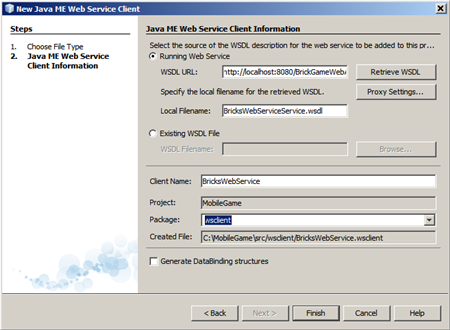 New Java ME Web Service Client
Steps
1. Choose File Type
2. Java ME Web Service
Client Information
Java ME Web Service Client Information
Select the source of the WSDL description for the web service to be added to this pr...
Running Web Service
WSDL URL: http://localhost:8080/BrickGameWebA
Retrieve WSDL
Specify the local filename for the retrieved WSDL.
Proxy Settings...
Local Filename: BricksWebServiceService.wsdl
Existing WSDL File
WSDL Filename:
Browse...
Client Name: BricksWebService
Project: MobileGame
Package: wsclient
Created File: C:\MobileGame\src/wsclient/BricksWebService.wsclient
Generate DataBinding structures
< Back
Next >
Finish
Cancel
Help